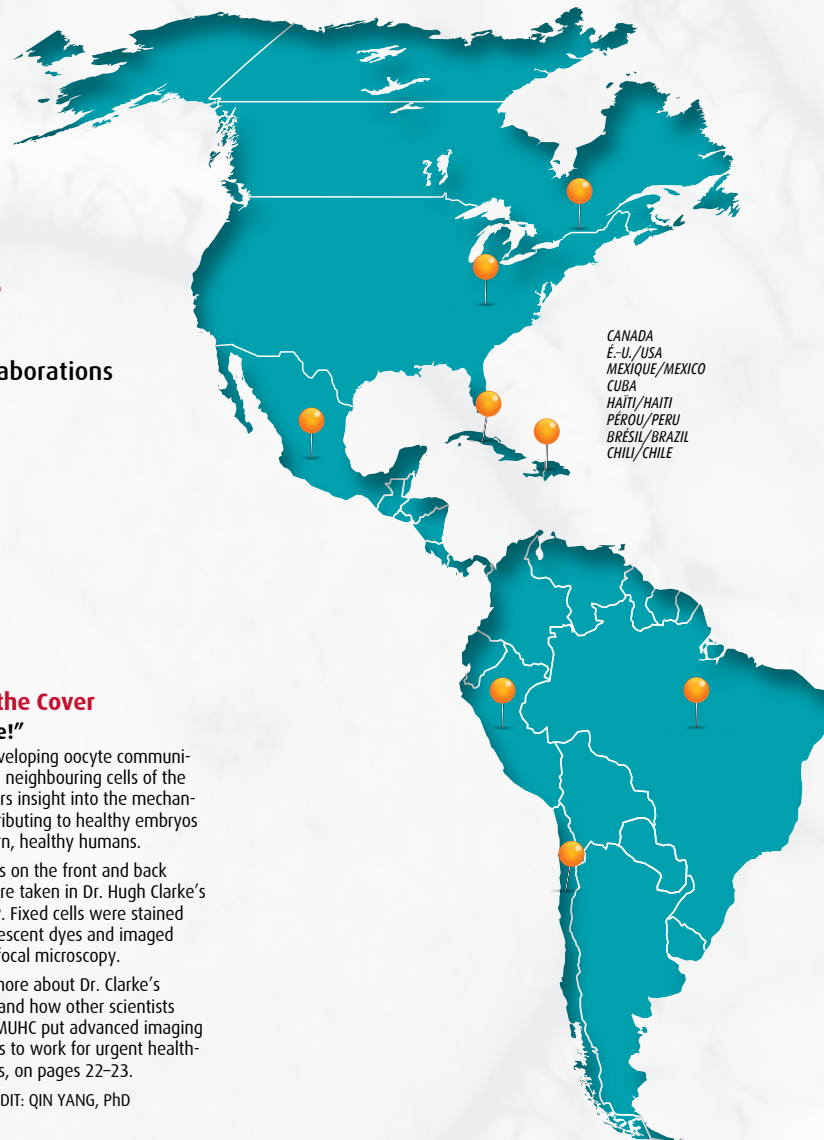 aborations
CANADA
É.-U./USA
MEXIQUE/MEXICO
CUBA
HAÏTI/HAITI
PÉROU/PERU
BRÉSIL/BRAZIL
CHILI/CHILE
the Cover
e!”
veloping oocyte communi-
neighbouring cells of the
rs insight into the mechan-
ributing to healthy embryos
rn, healthy humans.
s on the front and back
re taken in Dr. Hugh Clarke’s
. Fixed cells were stained
escent dyes and imaged
focal microscopy.
more about Dr. Clarke’s
and how other scientists
MUHC put advanced imaging
s to work for urgent health-
s, on pages 22–23.
DIT: QIN YANG, PhD